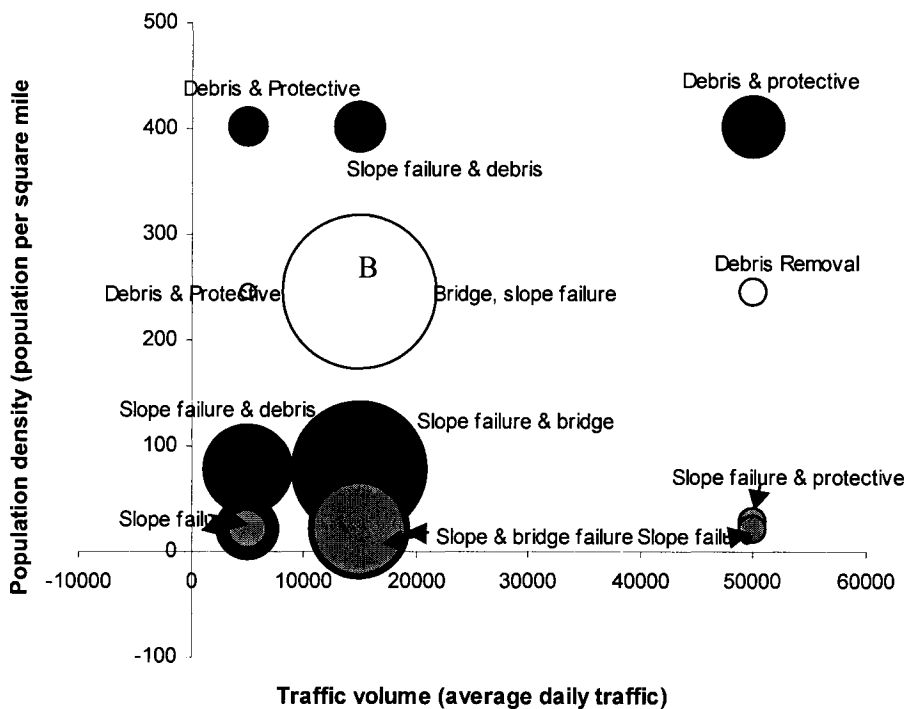 500
Debris & Protective
Debris & protective
400
Slope failure & debris
300
B
Debris Removal
Debris & Protective
Bridge, slope failure
200
Slope failure & debris
Slope failure & bridge
100
Slope failure & protective
Slope
Slope & bridge failure
Slope
0
-10000 0 10000 20000 30000 40000 50000 60000
-100
Population density (population per square mile
Traffic volume (average daily traffic)